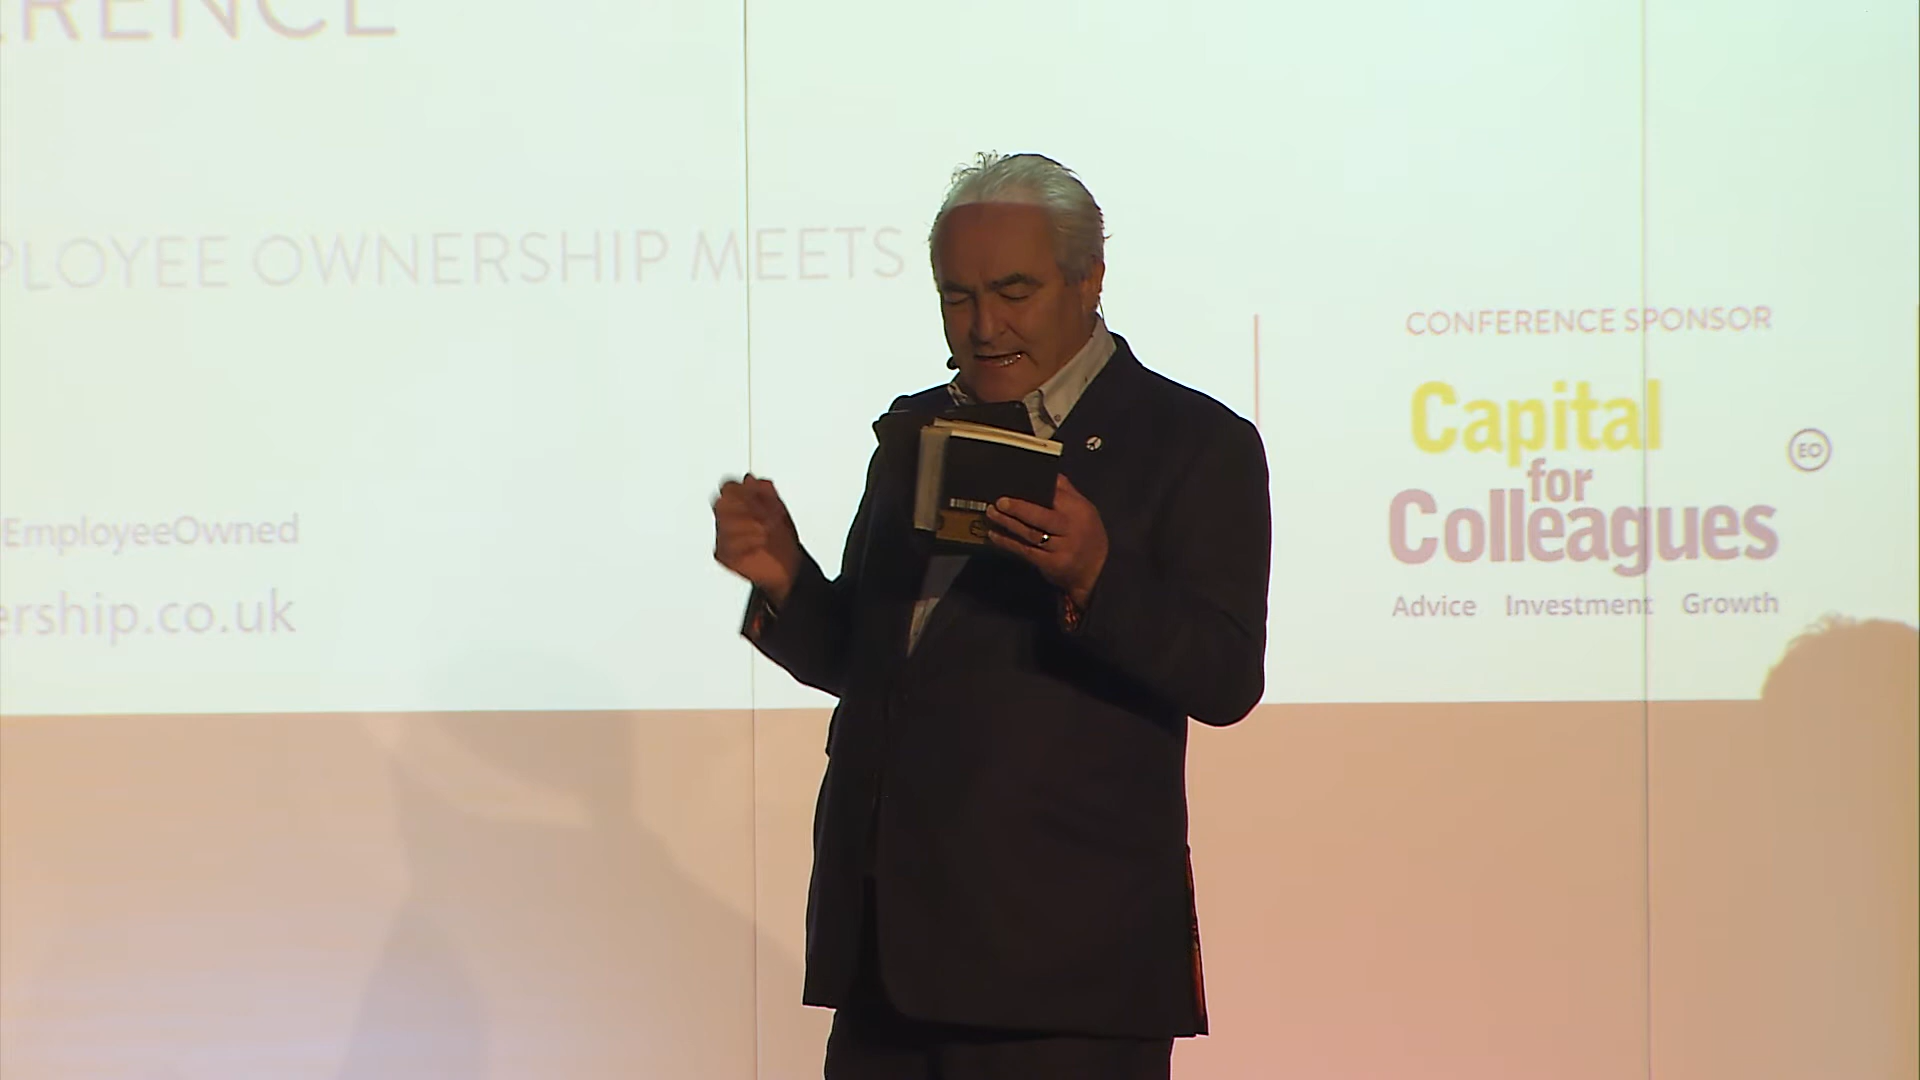 RENCE
PLOYEE OWNERSHIP MEETS
CONFERENCE SPONSOR
Capital
for
Colleagues
EO
Advice Investment Growth
EmployeeOwned
ership.co.uk